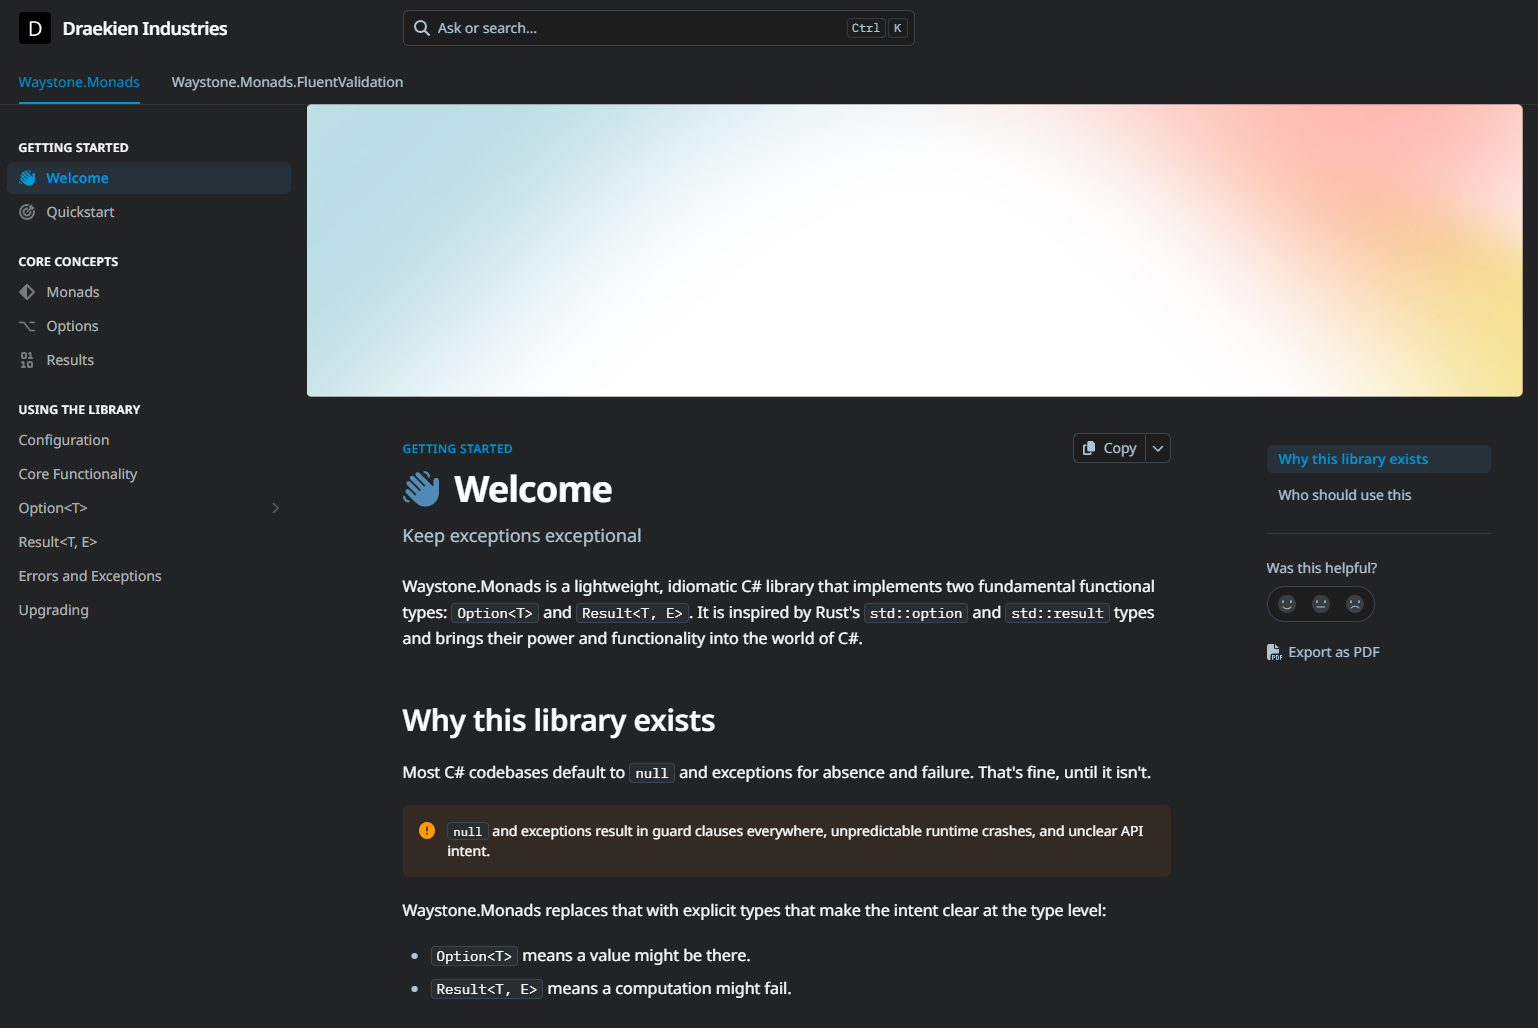 D
Draekien Industries
Ask or search...
Ctrl K
Waystone.Monads
Waystone.Monads.FluentValidation
GETTING STARTED
Welcome
Quickstart
CORE CONCEPTS
Monads
Options
Results
USING THE LIBRARY
Configuration
Core Functionality
Option<T>
Result<T, E>
Errors and Exceptions
Upgrading
GETTING STARTED
Copy
Welcome
Keep exceptions exceptional
Waystone.Monads is a lightweight, idiomatic C# library that implements two fundamental functional
types: Option<T> and Result<T, E>. It is inspired by Rust's std::option and std::result types
and brings their power and functionality into the world of C#.
Why this library exists
Most C# codebases default to null and exceptions for absence and failure. That's fine, until it isn't.
null and exceptions result in guard clauses everywhere, unpredictable runtime crashes, and unclear API
intent.
Waystone.Monads replaces that with explicit types that make the intent clear at the type level:
• Option<T> means a value might be there.
• Result<T, E> means a computation might fail.
Why this library exists
Who should use this
Was this helpful?
Export as PDF